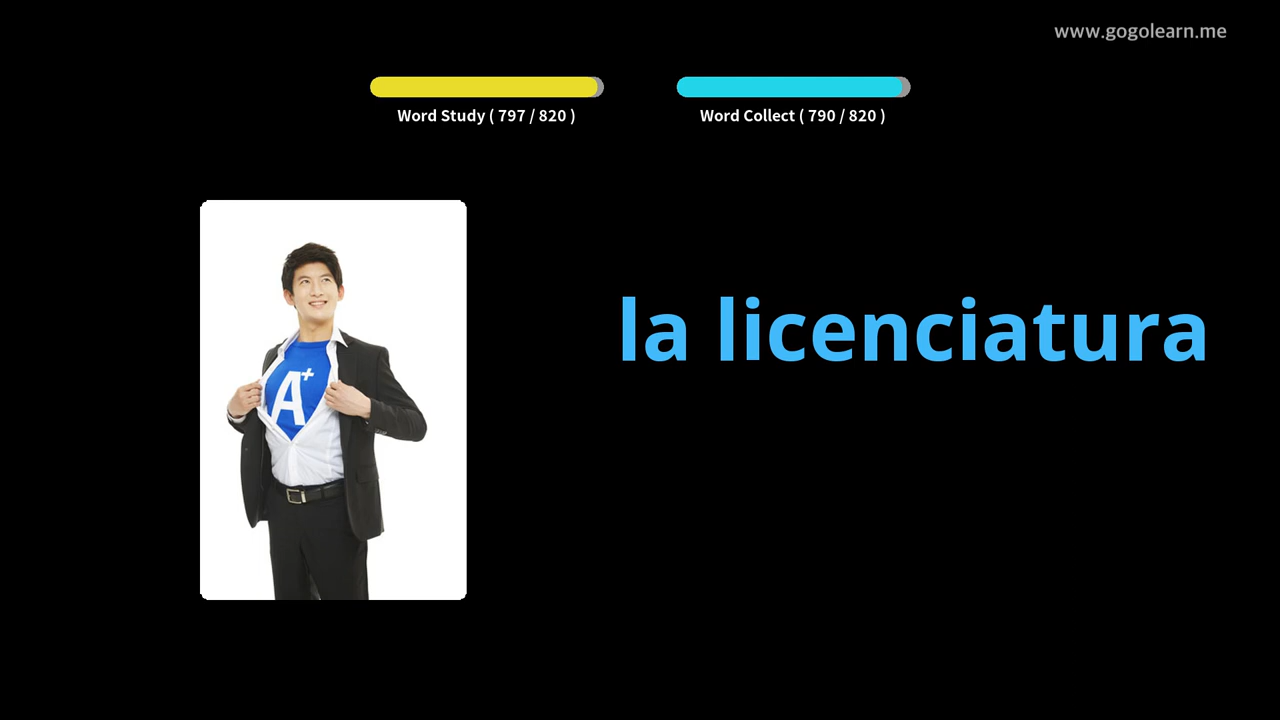 www.gogolearn.me
Word Study ( 797 / 820 )
Word Collect ( 790 / 820 )
A+
la licenciatura